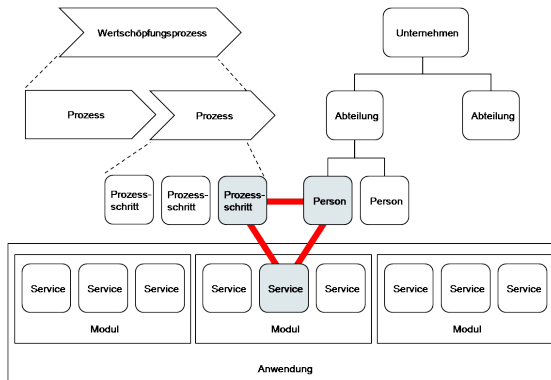 Wertschöpfungsprozess
Unternehmen
Prozess
Prozess
Abteilung
Abteilung
Prozess-
schritt
Prozess-
schritt
Prozess-
schritt
Person
Person
Service
Service
Service
Service
Service
Service
Service
Service
Service
Modul
Modul
Modul
Anwendung